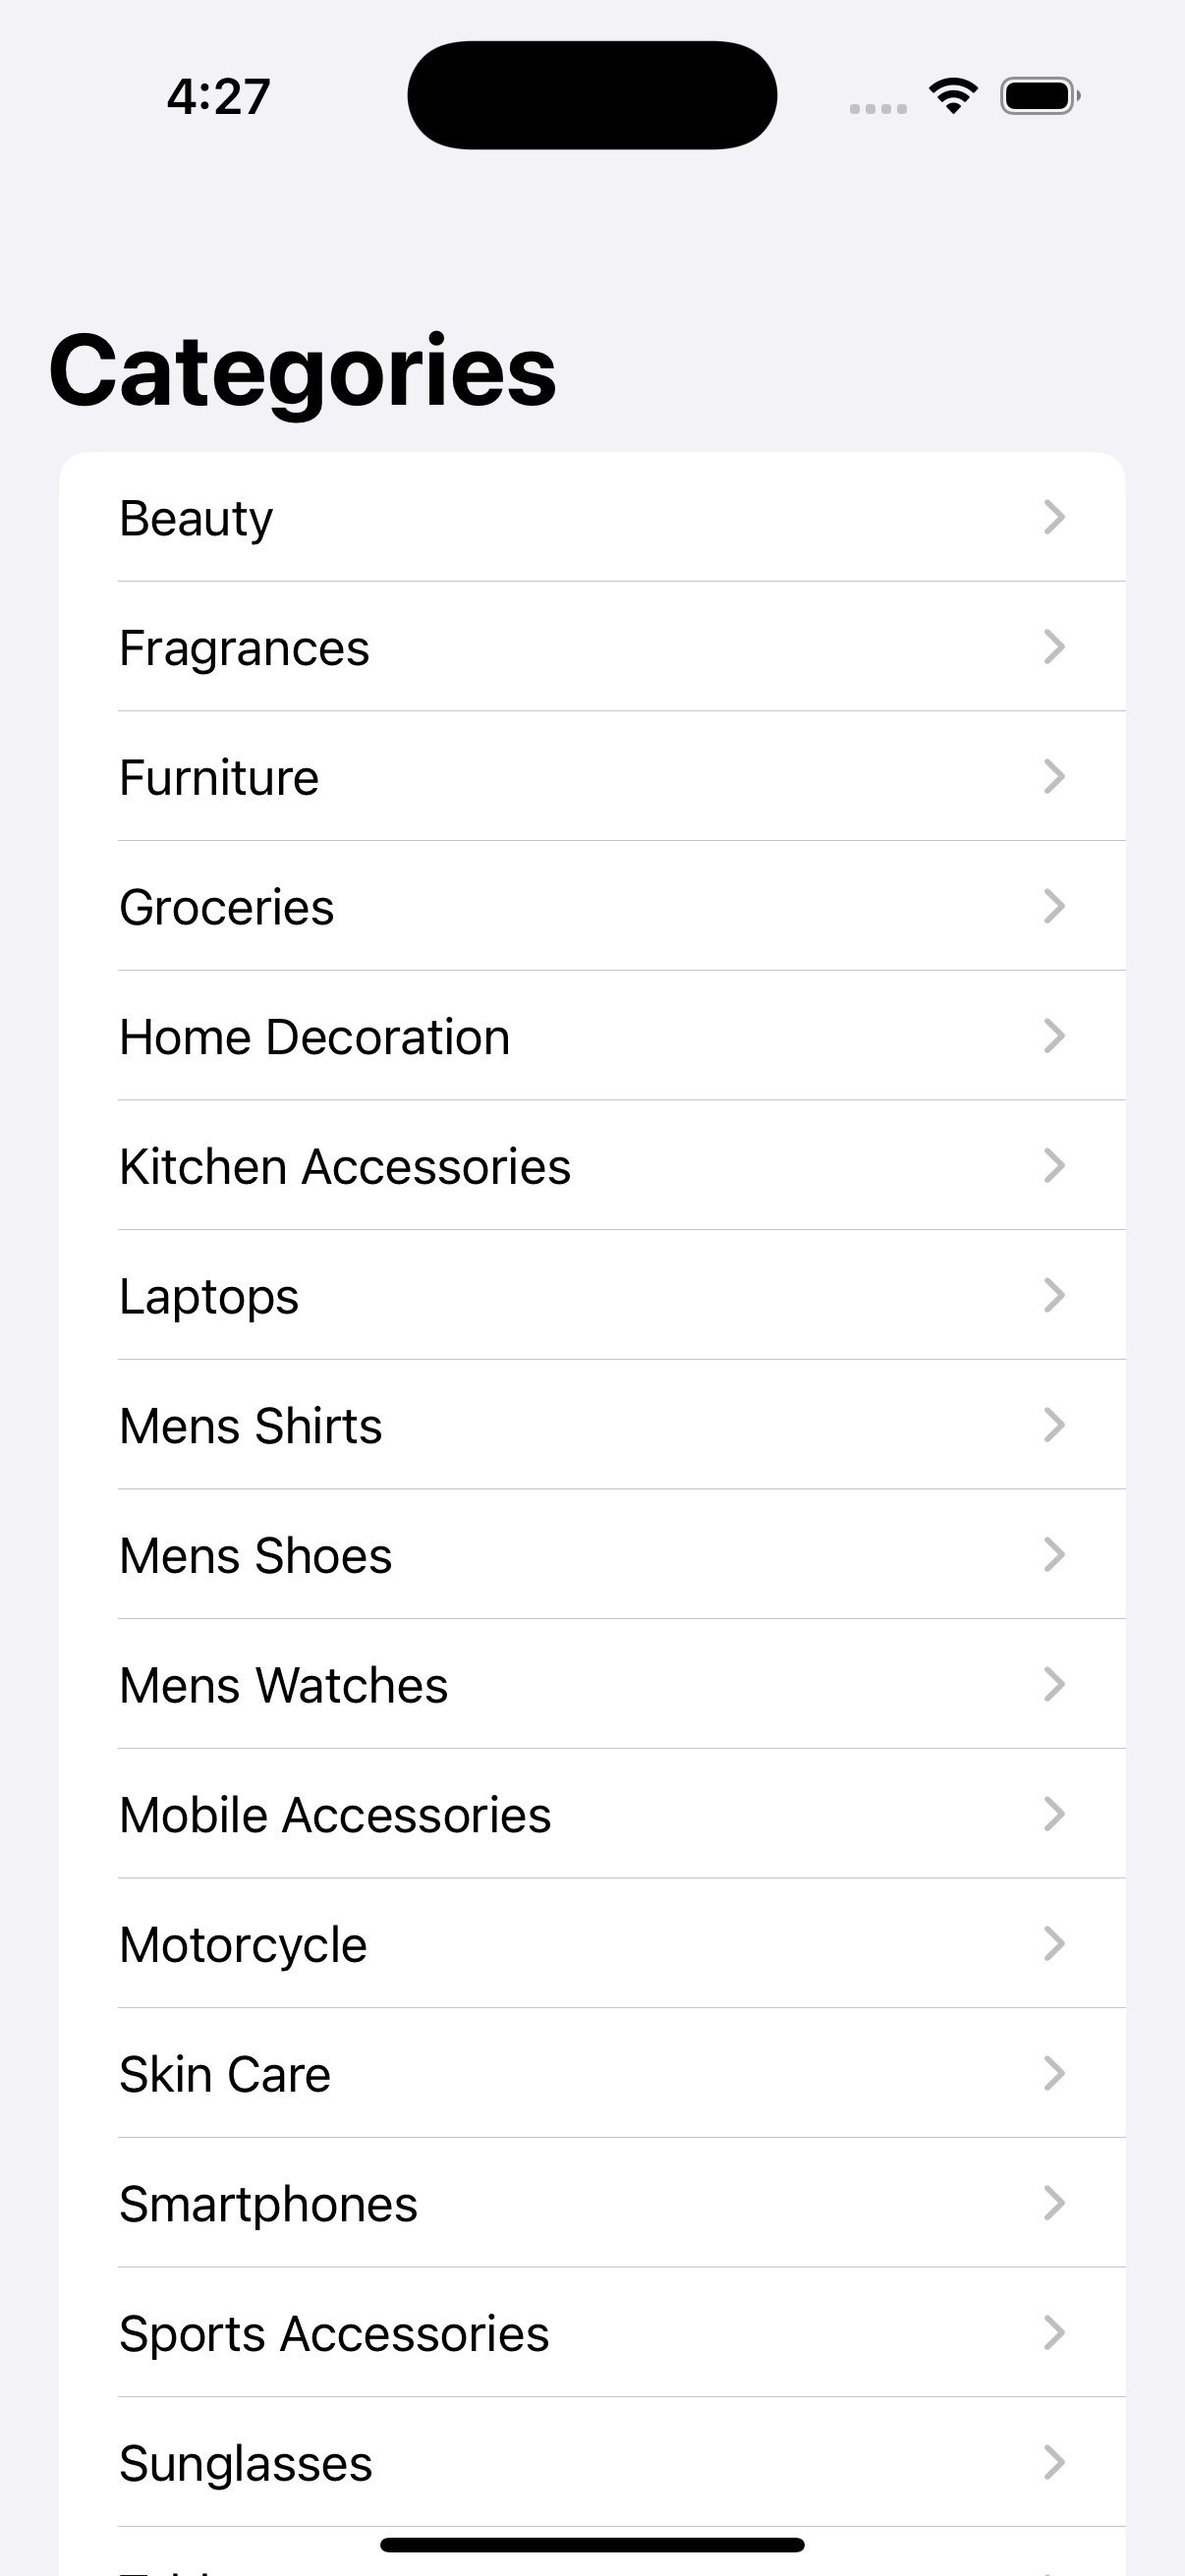 4:27
Categories
Beauty
Fragrances
Furniture
Groceries
Home Decoration
Kitchen Accessories
Laptops
Mens Shirts
Mens Shoes
Mens Watches
Mobile Accessories
Motorcycle
Skin Care
Smartphones
Sports Accessories
Sunglasses